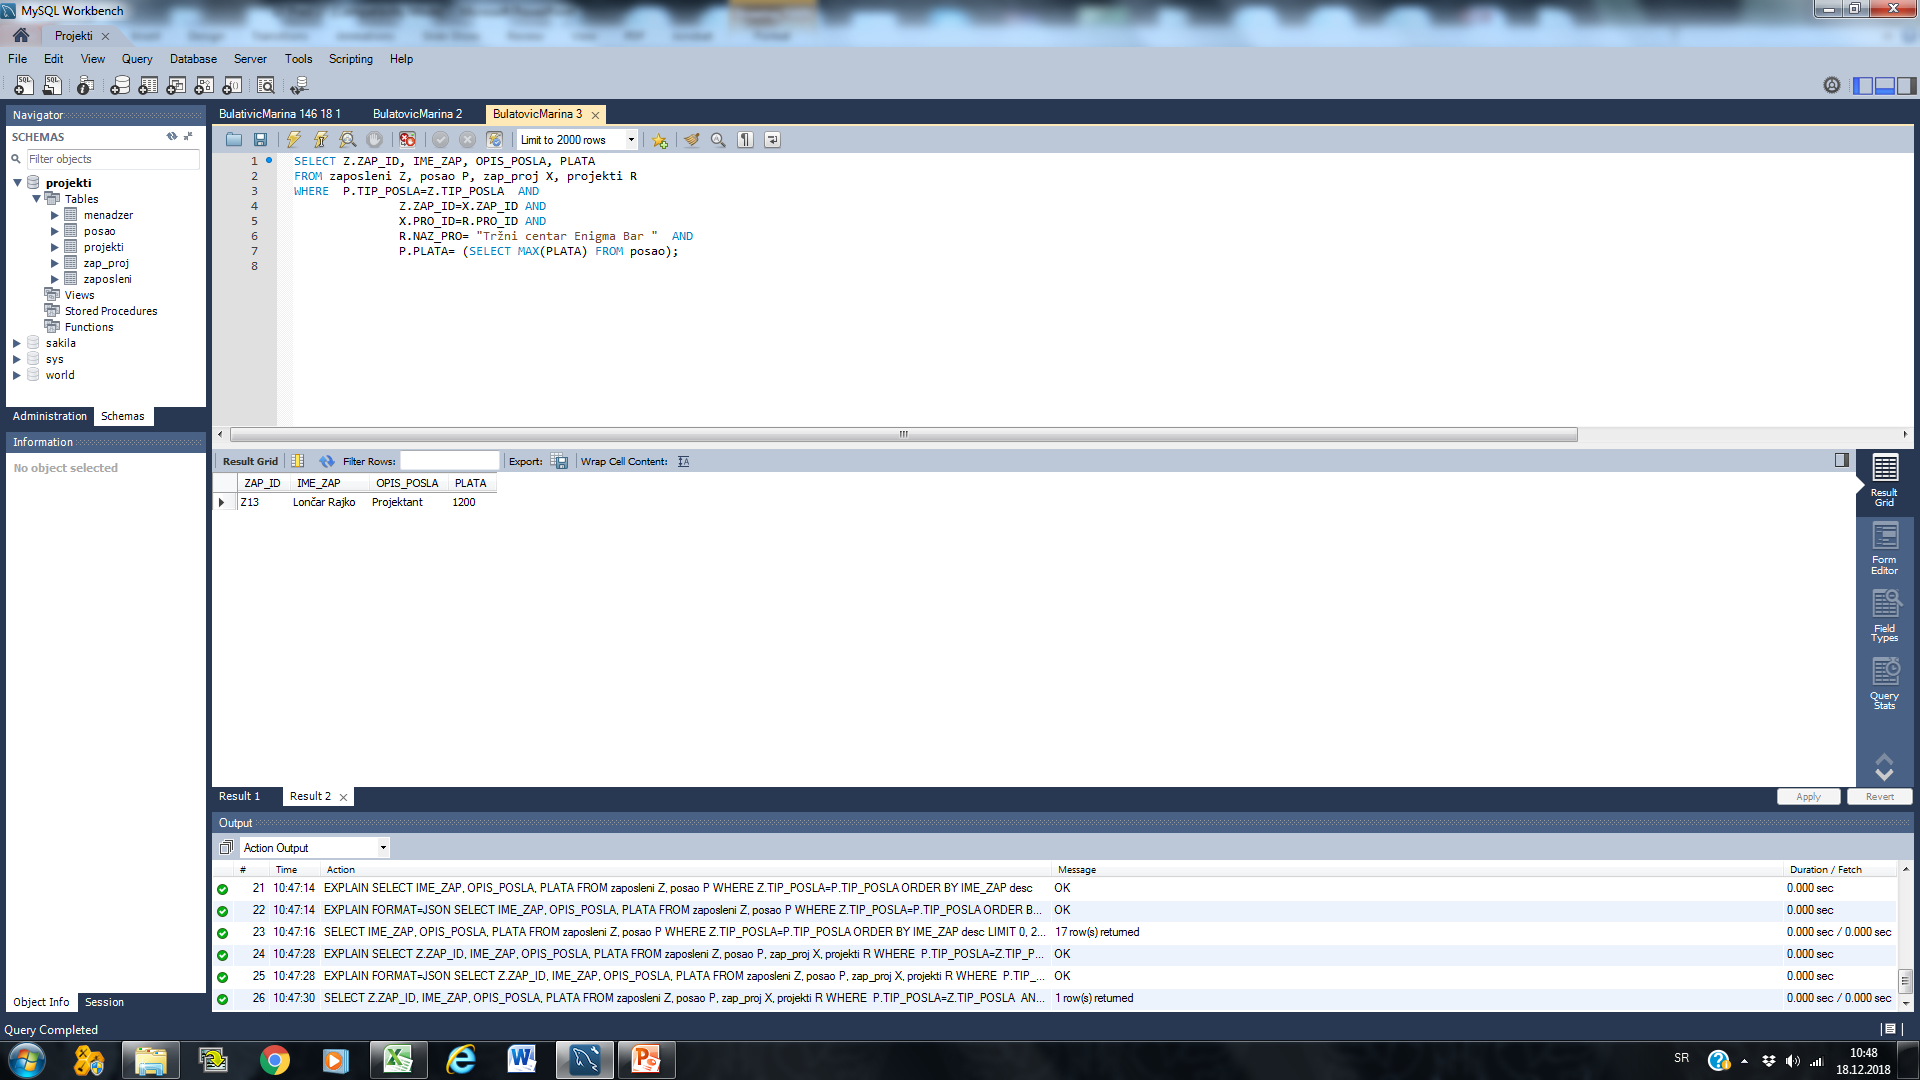 MySQL Workbench
Projekti
File Edit View Query Database Server Tools Scripting Help
Navigator
SCHEMAS
Filter objects
projekti
Tables
menadzer
posao
projekti
zap_proj
zaposleni
Views
Stored Procedures
Functions
sakila
sys
world
Administration Schemas
Information
No object selected
Object Info Session
BulativicMarina 146 18 1 BulatovicMarina 2 BulatovicMarina 3
Limit to 2000 rows
1 SELECT Z.ZAP_ID, IME_ZAP, OPIS_POSLA, PLATA
2 FROM zaposleni Z, posao P, zap_proj X, projekti R
3 WHERE P.TIP_POSLA=Z.TIP_POSLA AND
4 Z.ZAP_ID=X.ZAP_ID AND
5 X.PRO_ID=R.PRO_ID AND
6 R.NAZ_PRO= "Tržni centar Enigma Bar " AND
7 P.PLATA= (SELECT MAX(PLATA) FROM posao);
8
Result Grid Filter Rows: Export: Wrap Cell Content:
ZAP_ID IME_ZAP OPIS_POSLA PLATA
Z13 Lončar Rajko Projektant 1200
Result Grid
Form Editor
Field Types
Query Stats
Result 1 Result 2 Apply Revert
Output
Action Output
# Time Action Message Duration / Fetch
21 10:47:14 EXPLAIN SELECT IME_ZAP, OPIS_POSLA, PLATA FROM zaposleni Z, posao P WHERE Z.TIP_POSLA=P.TIP_POSLA ORDER BY IME_ZAP desc OK 0.000 sec
22 10:47:14 EXPLAIN FORMAT=JSON SELECT IME_ZAP, OPIS_POSLA, PLATA FROM zaposleni Z, posao P WHERE Z.TIP_POSLA=P.TIP_POSLA ORDER B... OK 0.000 sec
23 10:47:16 SELECT IME_ZAP, OPIS_POSLA, PLATA FROM zaposleni Z, posao P WHERE Z.TIP_POSLA=P.TIP_POSLA ORDER BY IME_ZAP desc LIMIT 0, 2... 17 row(s) returned 0.000 sec / 0.000 sec
24 10:47:28 EXPLAIN SELECT Z.ZAP_ID, IME_ZAP, OPIS_POSLA, PLATA FROM zaposleni Z, posao P, zap_proj X, projekti R WHERE P.TIP_POSLA=Z.TIP_P... OK 0.000 sec
25 10:47:28 EXPLAIN FORMAT=JSON SELECT Z.ZAP_ID, IME_ZAP, OPIS_POSLA, PLATA FROM zaposleni Z, posao P, zap_proj X, projekti R WHERE P.TIP_... OK 0.000 sec
26 10:47:30 SELECT Z.ZAP_ID, IME_ZAP, OPIS_POSLA, PLATA FROM zaposleni Z, posao P, zap_proj X, projekti R WHERE P.TIP_POSLA=Z.TIP_POSLA AN... 1 row(s) returned 0.000 sec / 0.000 sec
Query Completed
SR
10:48
18.12.2018